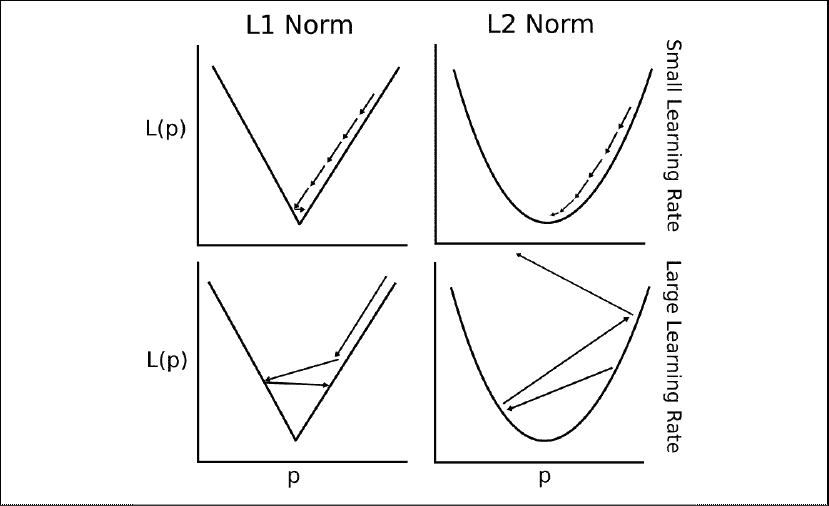 L1 Norm
L2 Norm
L(p)
Small Learning Rate
L(p)
Large Learning Rate
p
p